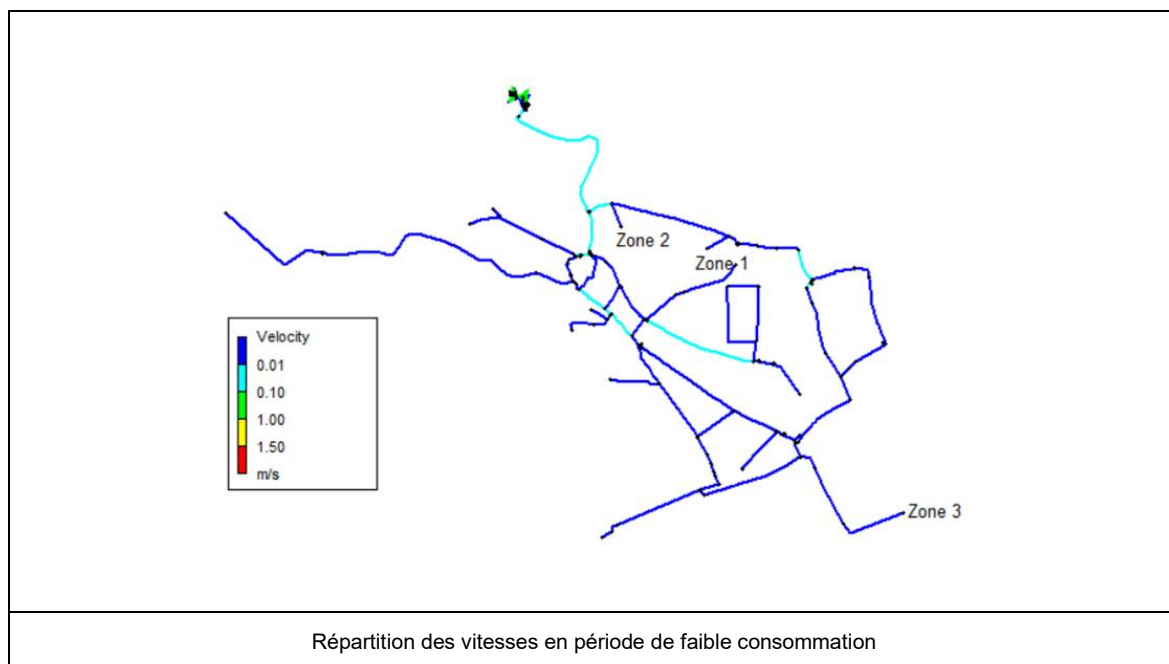 Zone 2
Zone 1
Velocity
0.01
0.10
1.00
1.50
m/s
Zone 3
Répartition des vitesses en période de faible consommation